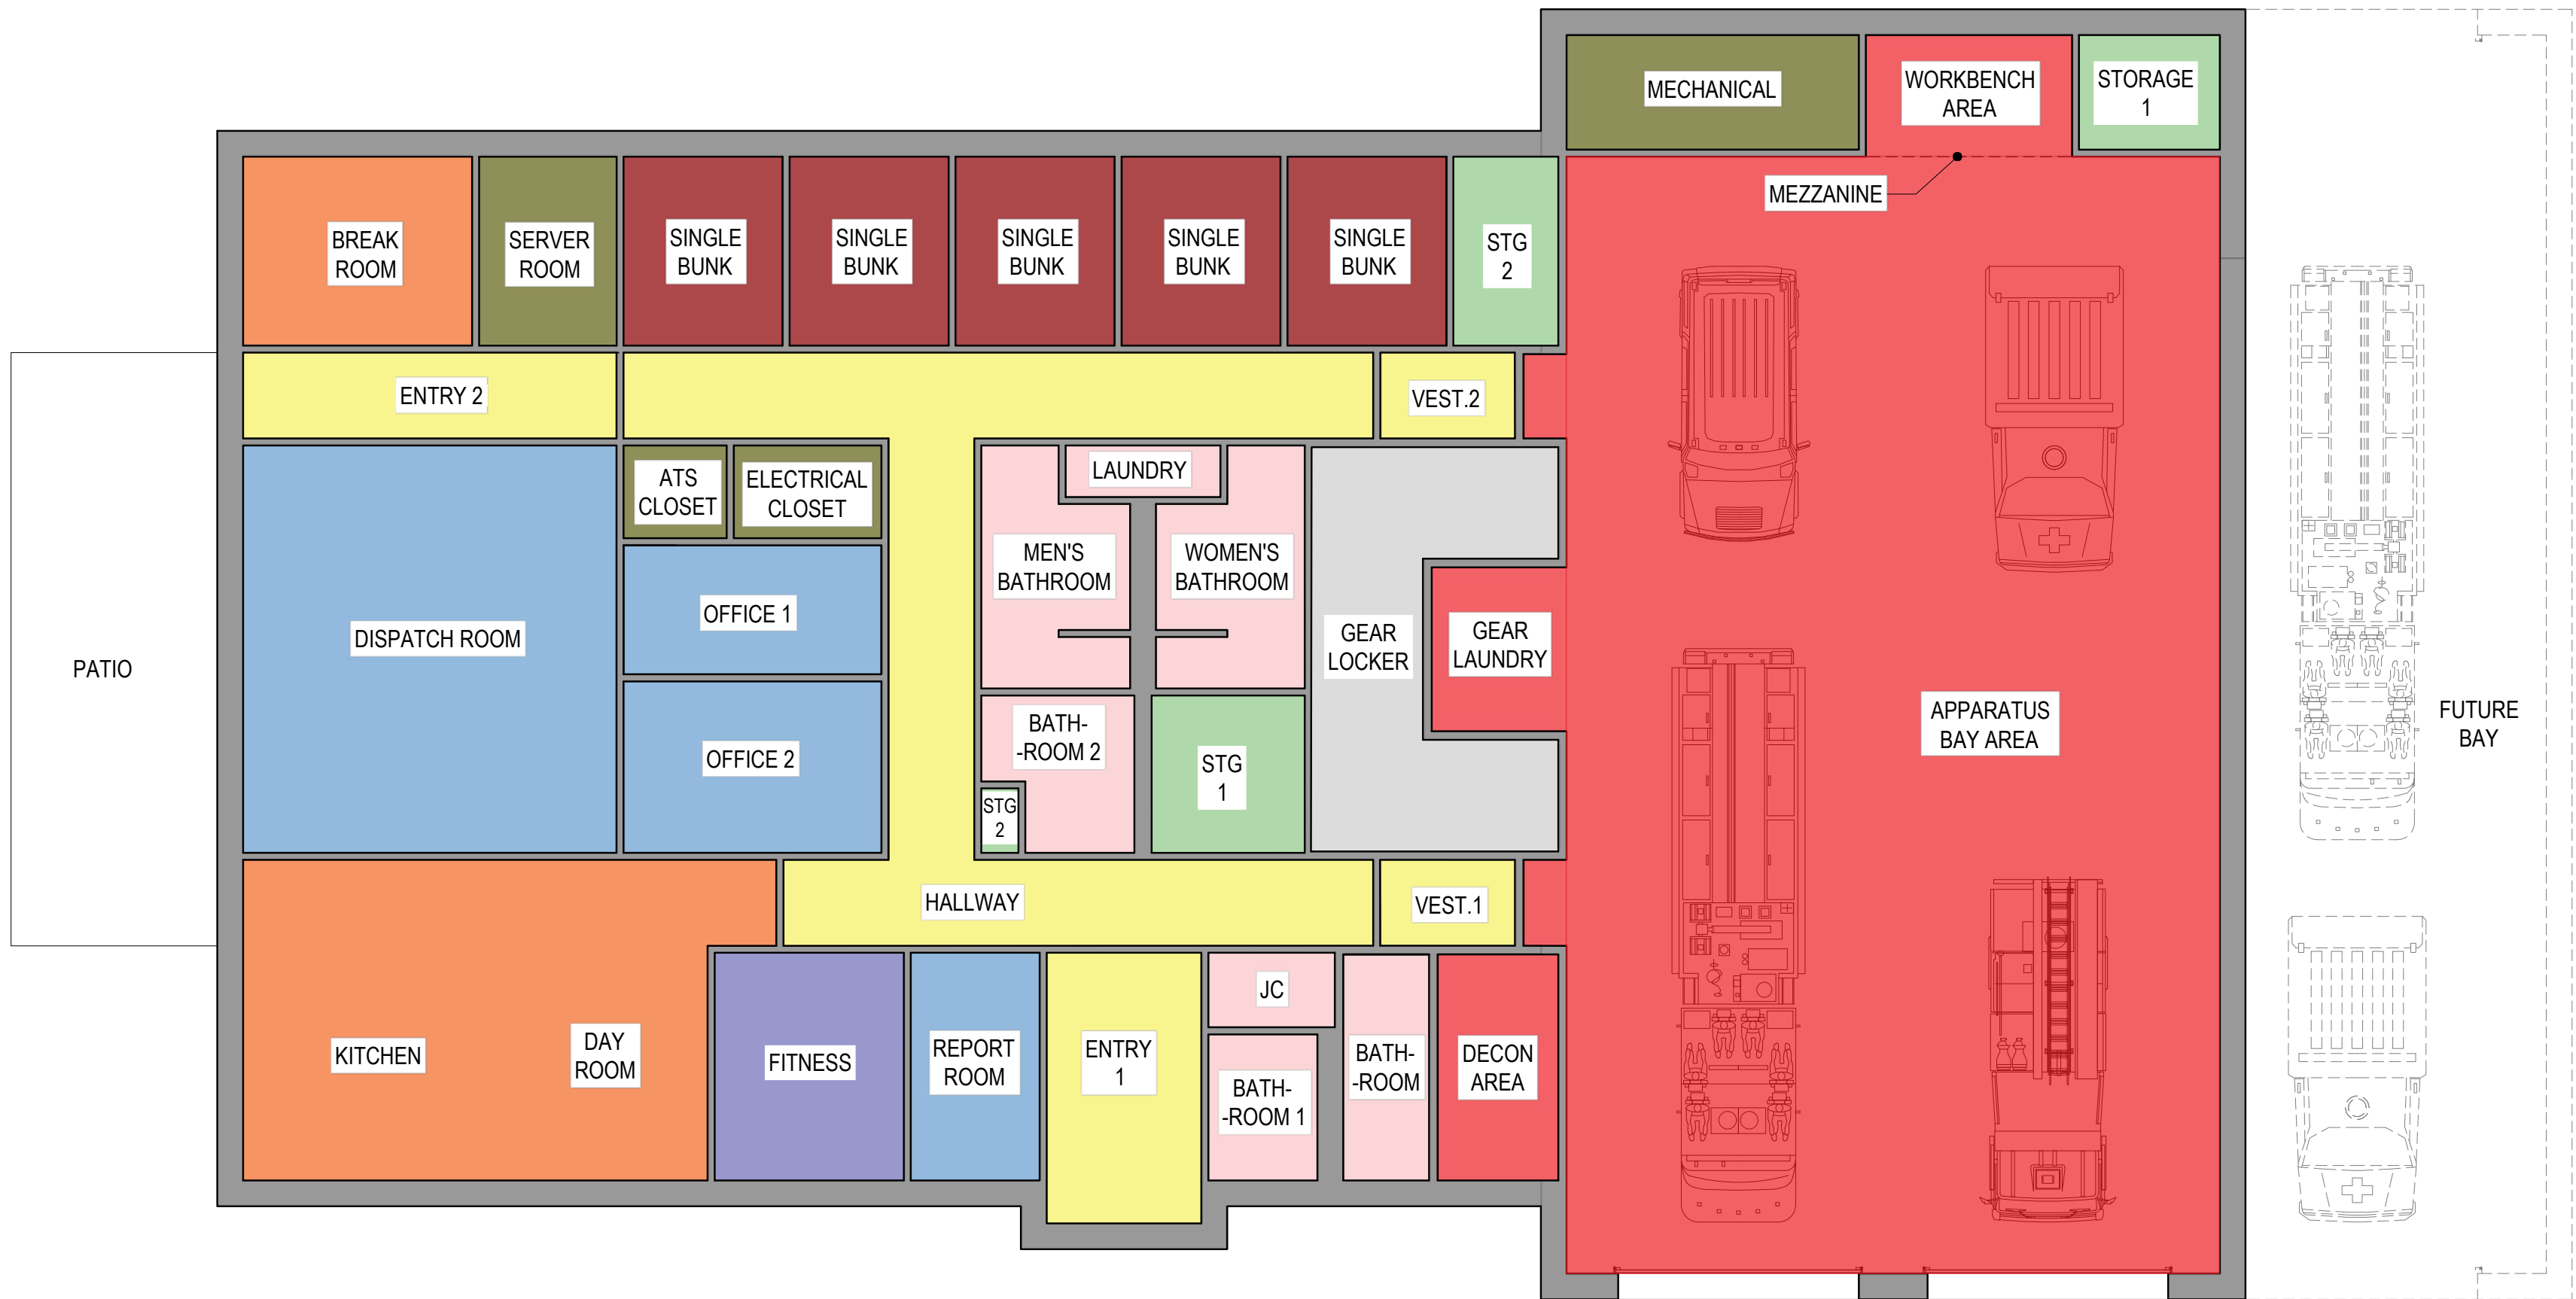 MECHANICAL
WORKBENCH
AREA
STORAGE
1
MEZZANINE
BREAK
ROOM
SERVER
ROOM
SINGLE
BUNK
SINGLE
BUNK
SINGLE
BUNK
SINGLE
BUNK
SINGLE
BUNK
STG
2
ENTRY 2
VEST.2
ATS
CLOSET
ELECTRICAL
CLOSET
LAUNDRY
MEN'S
BATHROOM
WOMEN'S
BATHROOM
OFFICE 1
DISPATCH ROOM
GEAR
LOCKER
GEAR
LAUNDRY
PATIO
APPARATUS
BAY AREA
FUTURE
BAY
OFFICE 2
BATH-
-ROOM 2
STG
1
STG
2
HALLWAY
VEST.1
KITCHEN
DAY
ROOM
FITNESS
REPORT
ROOM
ENTRY
1
JC
BATH-
-ROOM 1
BATH-
-ROOM
DECON
AREA